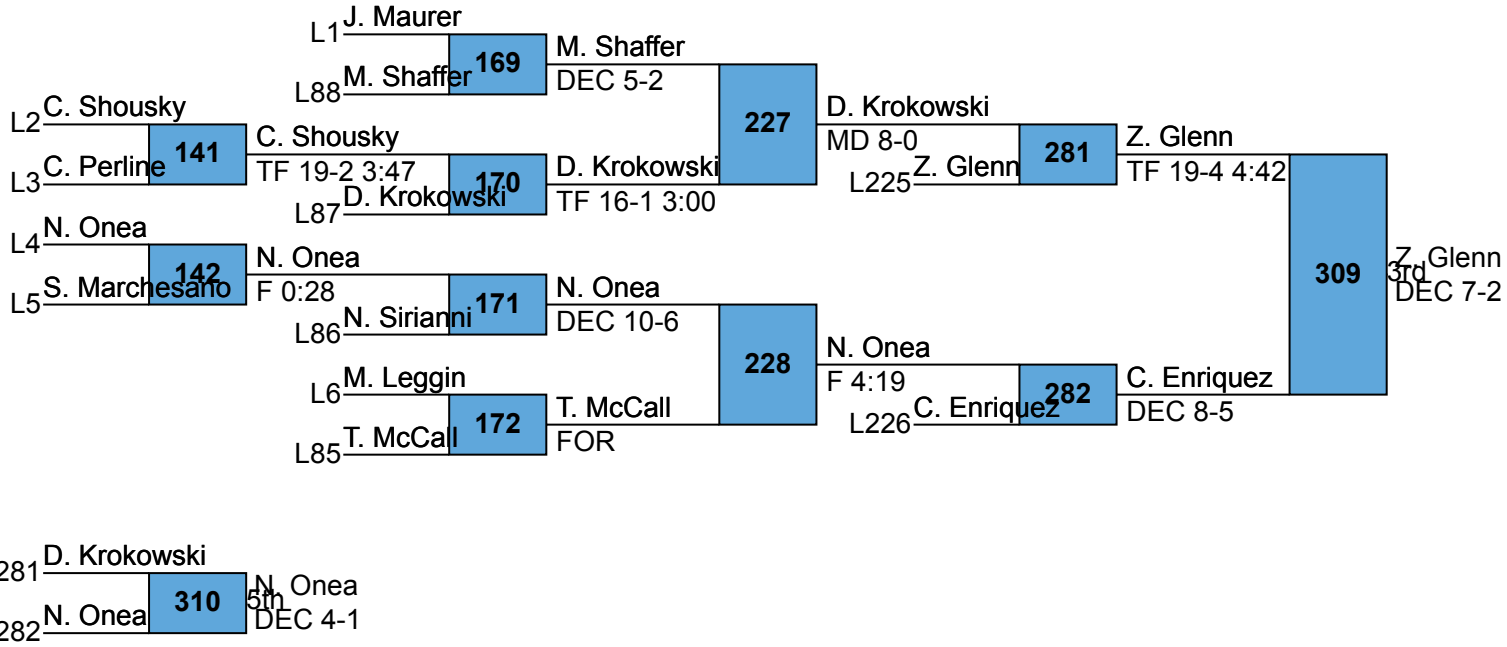 J. Maurer
L1
169
M. Shaffer
DEC 5-2
M. Shaffer
L88
C. Shousky
L2
141
C. Shousky
TF 19-2 3:47
C. Perline
L3
170
D. Krokowski
TF 16-1 3:00
D. Krokowski
L87
227
D. Krokowski
MD 8-0
Z. Glenn
L225
281
Z. Glenn
TF 19-4 4:42
N. Onea
L4
142
N. Onea
F 0:28
S. Marchesano
L5
171
N. Onea
DEC 10-6
N. Sirianni
L86
M. Leggin
L6
172
T. McCall
FOR
T. McCall
L85
228
N. Onea
F 4:19
C. Enriquez
L226
282
C. Enriquez
DEC 8-5
309
3rd
Z. Glenn
DEC 7-2
D. Krokowski
281
310
5th
N. Onea
DEC 4-1
N. Onea
282